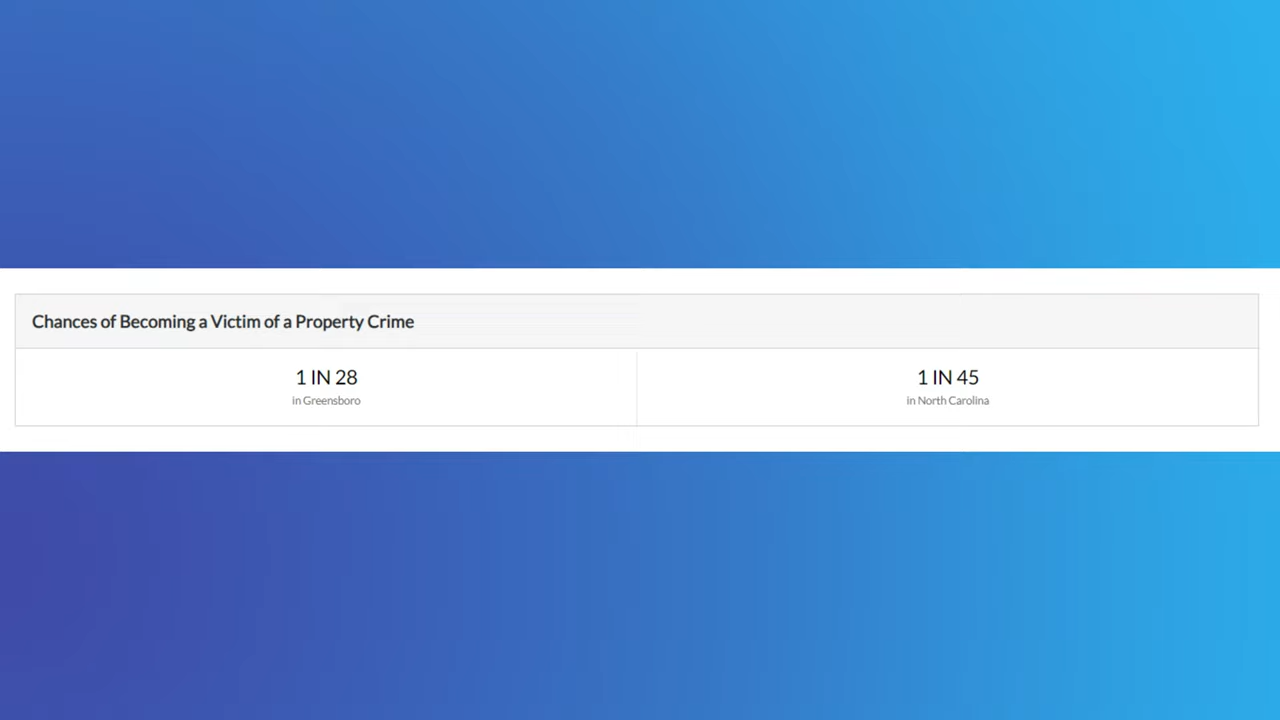 Chances of Becoming a Victim of a Property Crime
1 IN 28
in Greensboro
1 IN 45
in North Carolina